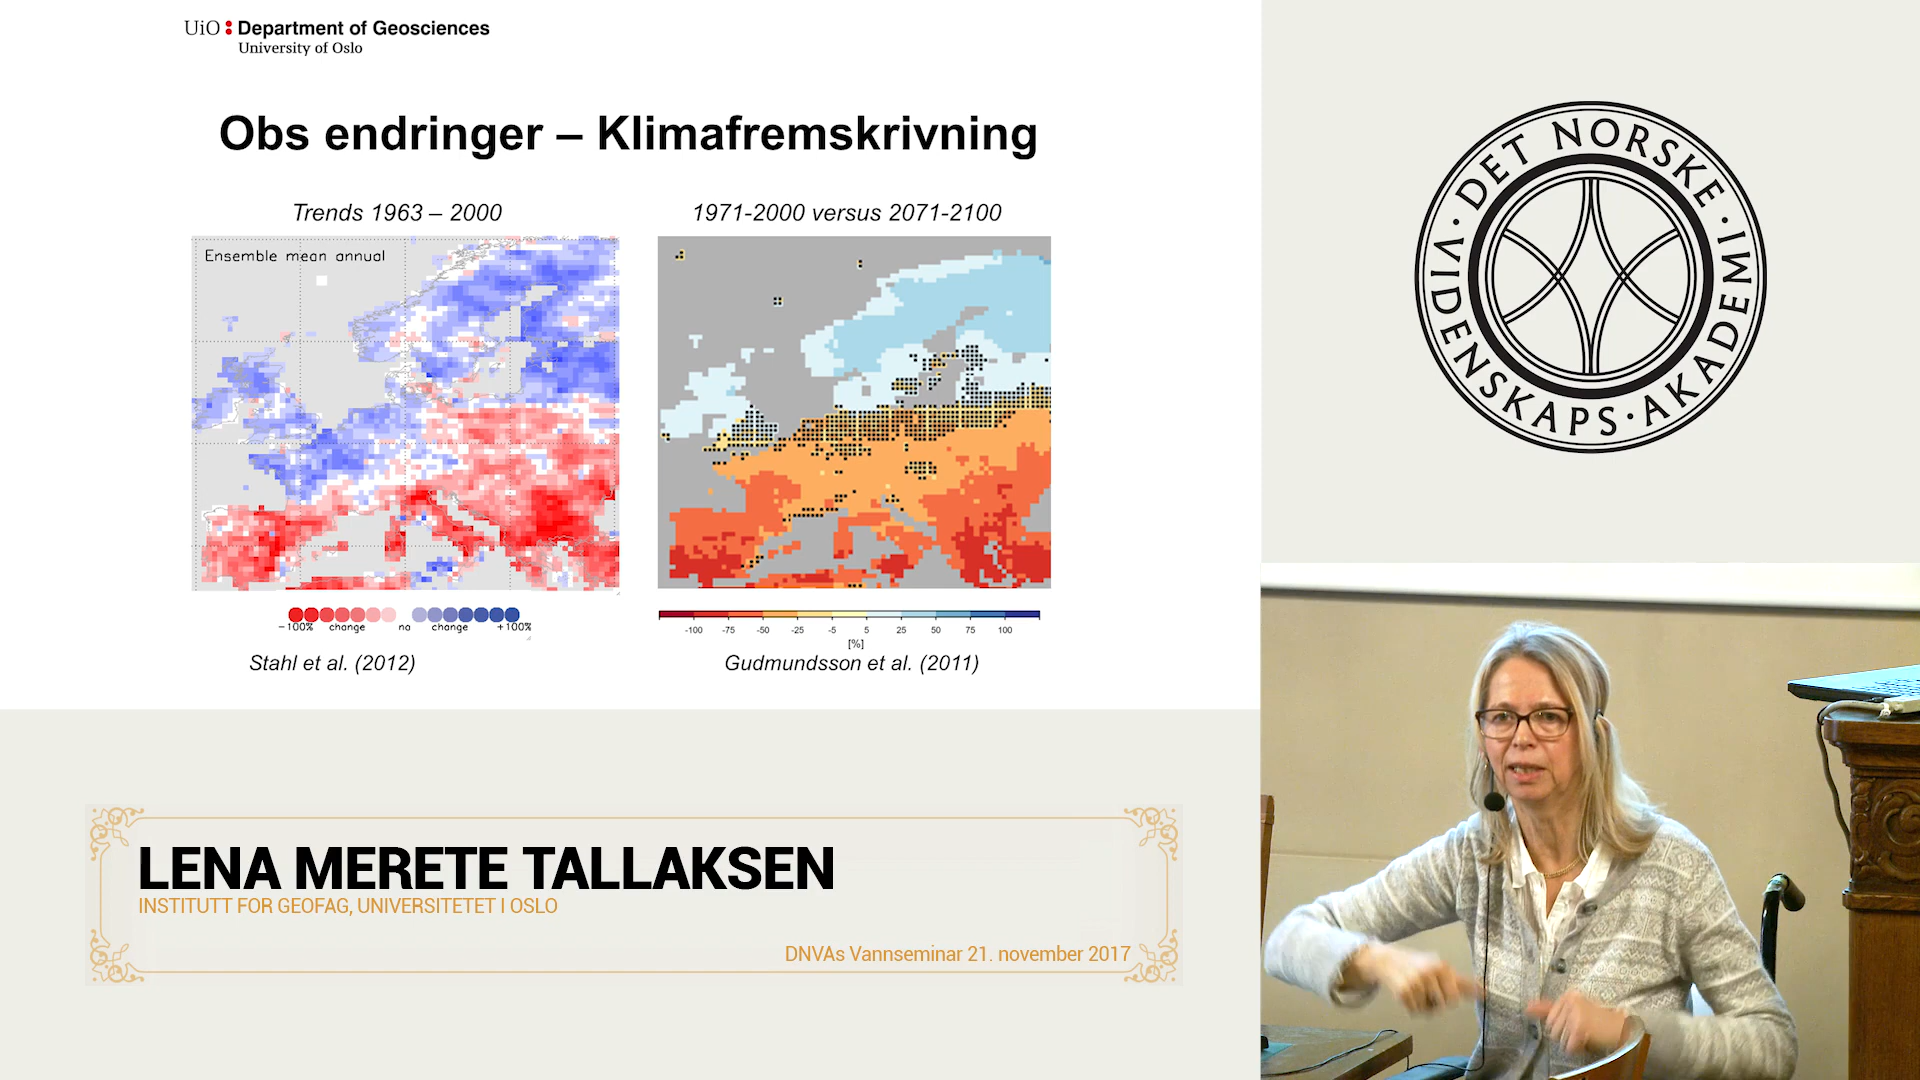 UiO Department of Geosciences
University of Oslo
Obs endringer – Klimafremskrivning
Trends 1963 – 2000
1971-2000 versus 2071-2100
Ensemble mean annual
−100% change no change +100%
-100 -75 -50 -25 -5 5 25 50 75 100
[%]
Stahl et al. (2012)
Gudmundsson et al. (2011)
DET NORSKE · VIDENSKAPS · AKADEMI ·
LENA MERETE TALLAKSEN
INSTITUTT FOR GEOFAG, UNIVERSITETET I OSLO
DNVAs Vannseminar 21. november 2017